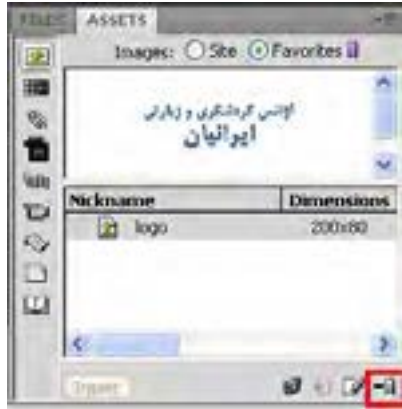 FILES ASSETS
Images: Site Favorites
آژانس گردشگری و زیارتی
ایرانیان
Nickname Dimensions
logo 200x80
Insert